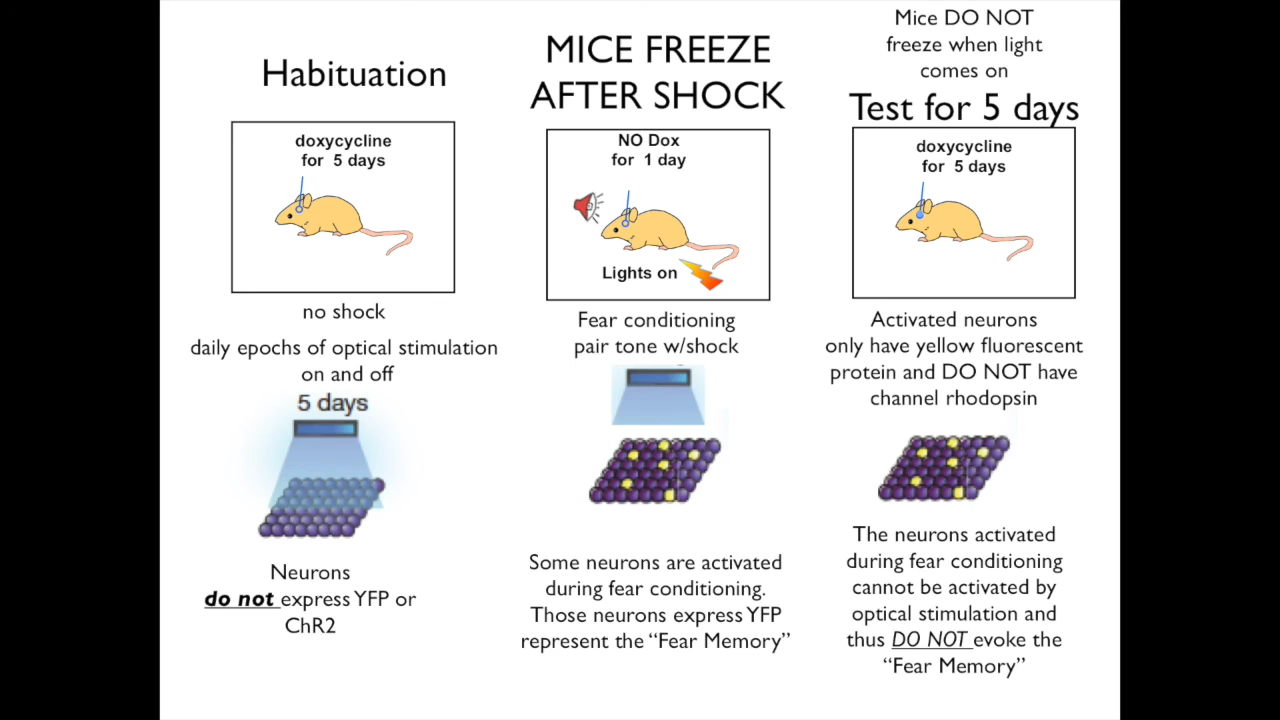 Habituation
doxycycline
for 5 days
no shock
daily epochs of optical stimulation
on and off
5 days
Neurons
do not express YFP or
ChR2
MICE FREEZE
AFTER SHOCK
NO Dox
for 1 day
Lights on
Fear conditioning
pair tone w/shock
Some neurons are activated
during fear conditioning.
Those neurons express YFP
represent the “Fear Memory”
Mice DO NOT
freeze when light
comes on
Test for 5 days
doxycycline
for 5 days
Activated neurons
only have yellow fluorescent
protein and DO NOT have
channel rhodopsin
The neurons activated
during fear conditioning
cannot be activated by
optical stimulation and
thus DO NOT evoke the
“Fear Memory”